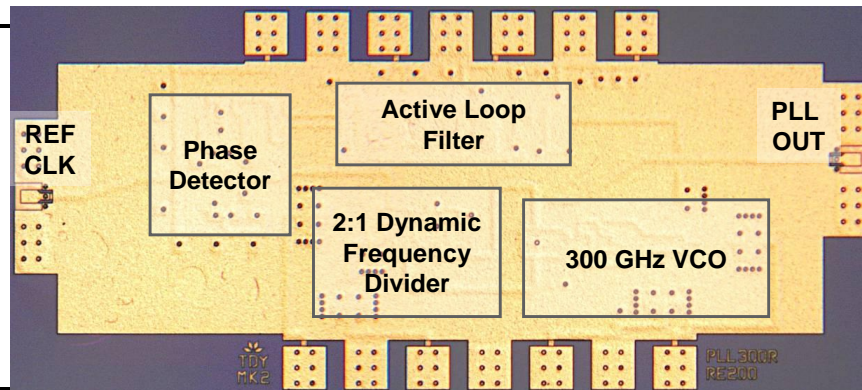 REF
CLK
Phase
Detector
Active Loop
Filter
2:1 Dynamic
Frequency
Divider
300 GHz VCO
PLL
OUT
TDY
MK2
PLL300R
RE200